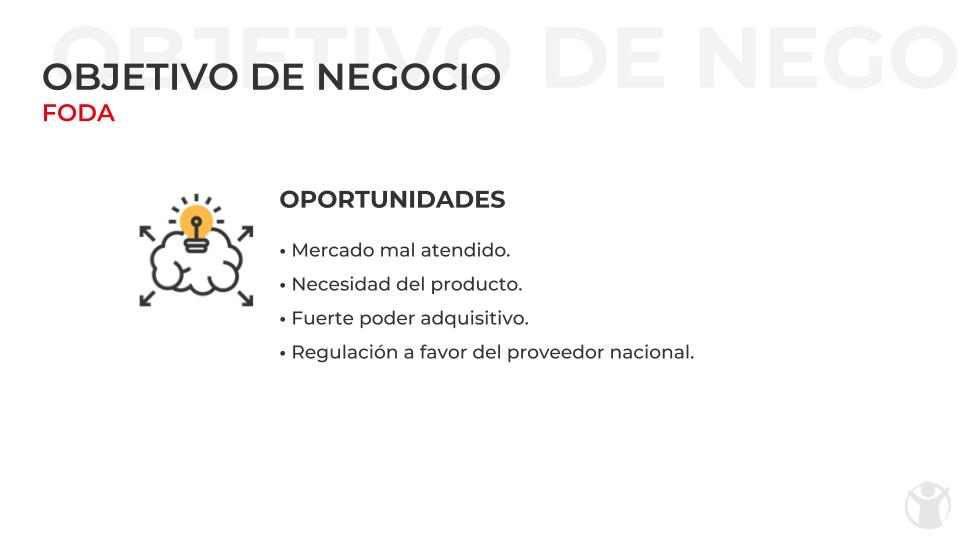 OBJETIVO DE NEGO
OBJETIVO DE NEGOCIO
FODA
OPORTUNIDADES
• Mercado mal atendido.
• Necesidad del producto.
• Fuerte poder adquisitivo.
• Regulación a favor del proveedor nacional.